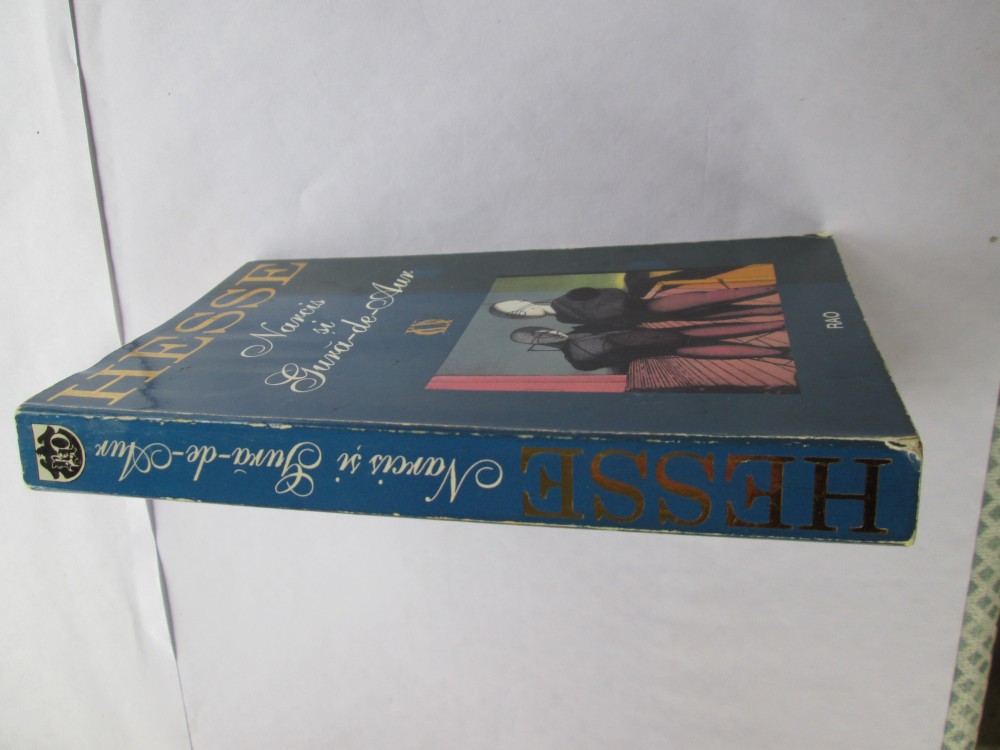 HESSE
Narcis
și
Gură-de-Aur
RAO
HESSE
Narcis și
Gură-de-Aur